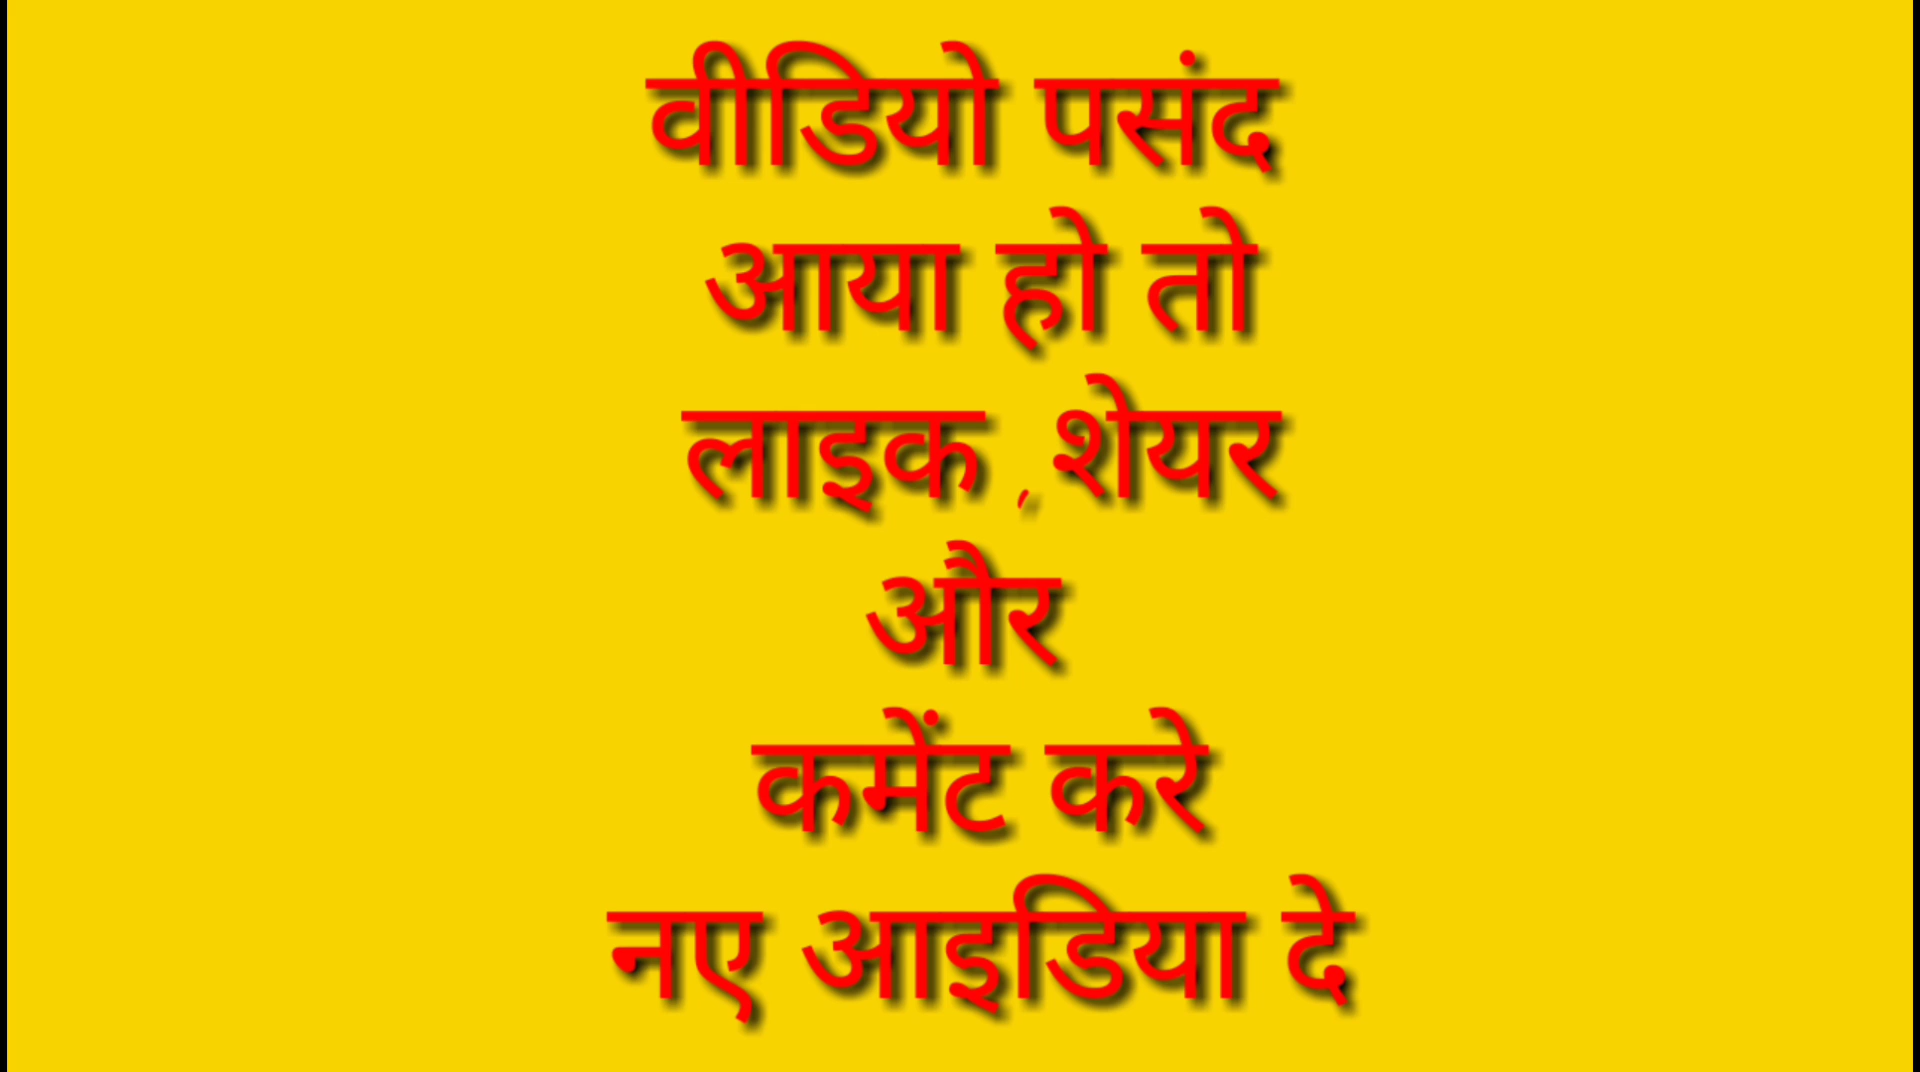 वीडियो पसंद
आया हो तो
लाइक , शेयर
और
कमेंट करे
नए आइडिया दे